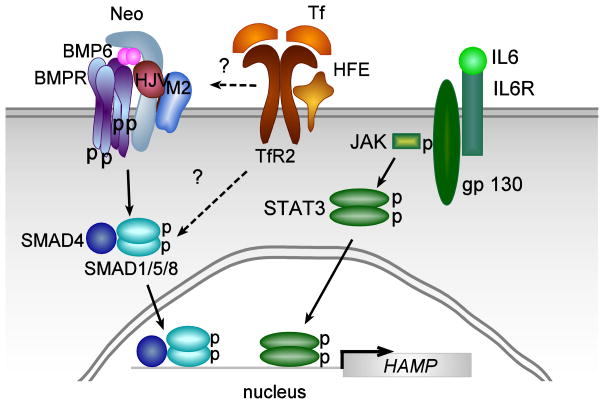 Neo
Tf
BMP6
IL6
BMPR
HJV
M2
?
HFE
IL6R
p p
p p
JAK
p
TfR2
gp 130
?
STAT3
p
p
SMAD4
p
p
SMAD1/5/8
p
p
p
p
HAMP
nucleus